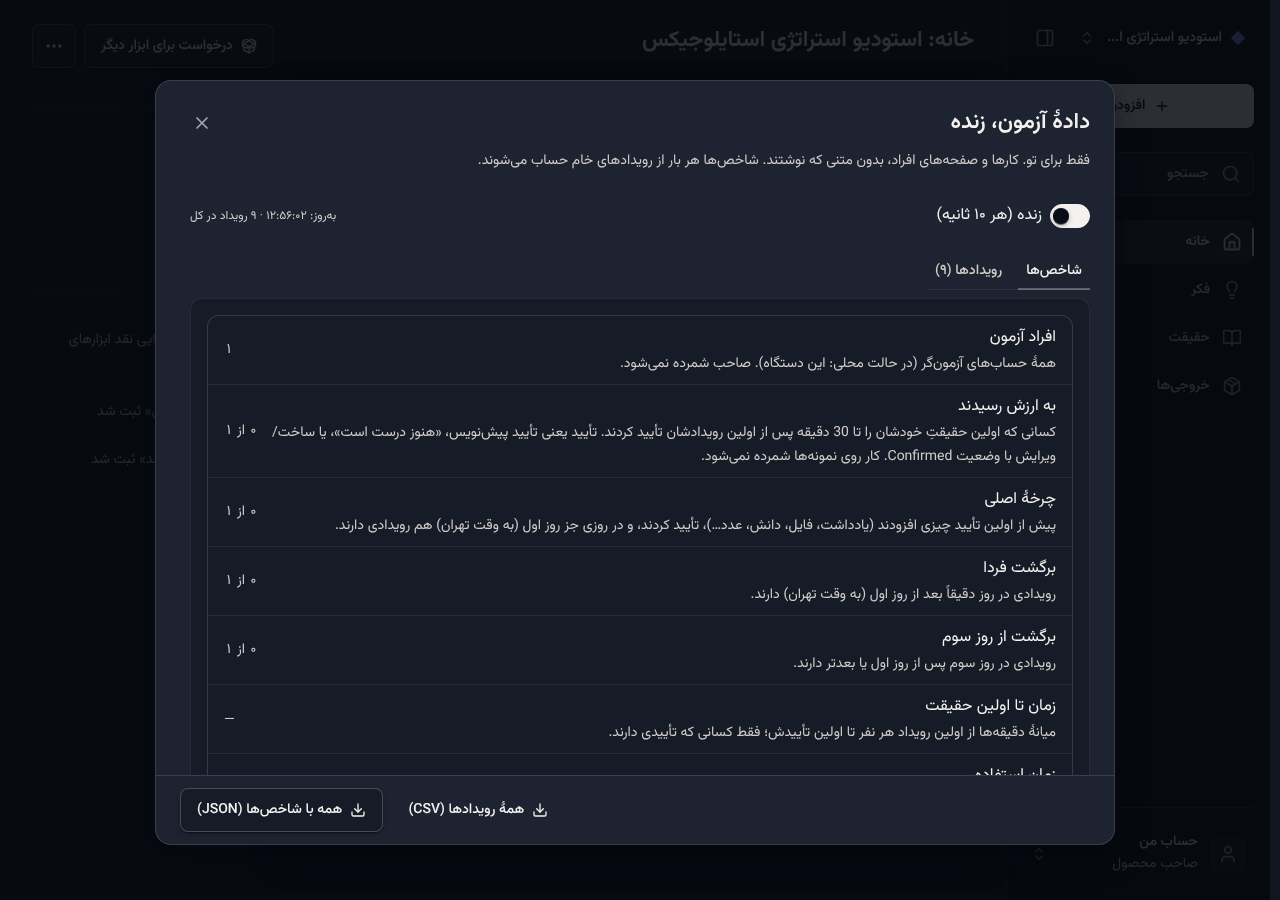 استودیو استراتژی ا...
خانه: استودیو استراتژی استایلوجیکس
درخواست برای ابزار دیگر
افزودن
جستجو
خانه
فکر
حقیقت
خروجی‌ها
حساب من
صاحب محصول
دادهٔ آزمون، زنده
فقط برای تو. کارها و صفحه‌های افراد، بدون متنی که نوشتند. شاخص‌ها هر بار از رویدادهای خام حساب می‌شوند.
زنده (هر ۱۰ ثانیه)
به‌روز: ۱۲:۵۶:۰۲ · ۹ رویداد در کل
شاخص‌ها
رویدادها (۹)
افراد آزمون
همهٔ حساب‌های آزمون‌گر (در حالت محلی: این دستگاه). صاحب شمرده نمی‌شود.
۱
به ارزش رسیدند
کسانی که اولین حقیقتِ خودشان را تا 30 دقیقه پس از اولین رویدادشان تأیید کردند. تأیید یعنی تأیید پیش‌نویس، «هنوز درست است»، یا ساخت/
ویرایش با وضعیت Confirmed. کار روی نمونه‌ها شمرده نمی‌شود.
۰ از ۱
چرخهٔ اصلی
پیش از اولین تأیید چیزی افزودند (یادداشت، فایل، دانش، عدد…)، تأیید کردند، و در روزی جز روز اول (به وقت تهران) هم رویدادی دارند.
۰ از ۱
برگشت فردا
رویدادی در روز دقیقاً بعد از روز اول (به وقت تهران) دارند.
۰ از ۱
برگشت از روز سوم
رویدادی در روز سوم پس از روز اول یا بعدتر دارند.
۰ از ۱
زمان تا اولین حقیقت
میانهٔ دقیقه‌ها از اولین رویداد هر نفر تا اولین تأییدش؛ فقط کسانی که تأییدی دارند.
—
زمان استفاده
همهٔ رویدادها (CSV)
همه با شاخص‌ها (JSON)
نقد ابزارهای
ثبت شد
ثبت شد